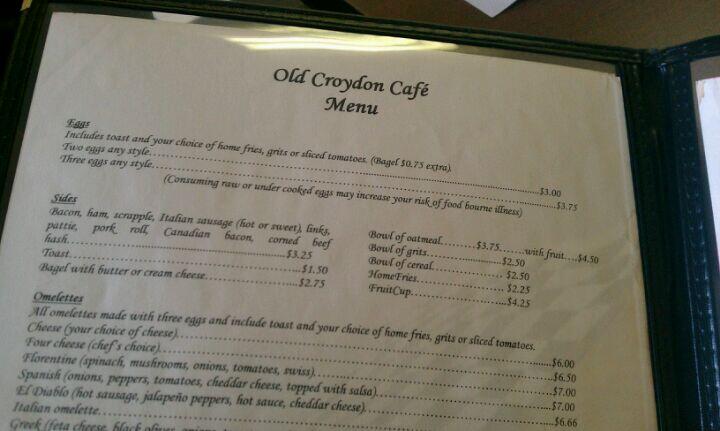 Old Croydon Café
Menu
Eggs
Includes toast and your choice of home fries, grits or sliced tomatoes. (Bagel $0.75 extra).
Two eggs any style.......$3.00
Three eggs any style.......$3.75
(Consuming raw or under cooked eggs may increase your risk of food bourne illness)
Sides
Bacon, ham, scrapple, Italian sausage (hot or sweet), links,
pattie, pork roll, Canadian bacon, corned beef
hash.......$3.25
Toast.......$1.50
Bagel with butter or cream cheese.......$2.75
Bowl of oatmeal.......$3.75.......with fruit....$4.50
Bowl of grits.......$2.50
Bowl of cereal.......$2.50
HomeFries.......$2.25
FruitCup.......$4.25
Omelettes
All omelettes made with three eggs and include toast and your choice of home fries, grits or sliced tomatoes.
Cheese (your choice of cheese).......$6.00
Four cheese (chef's choice).......$6.50
Florentine (spinach, mushrooms, onions, tomatoes, swiss).......$7.00
Spanish (onions, peppers, tomatoes, cheddar cheese, topped with salsa).......$7.00
El Diablo (hot sausage, jalapeño peppers, hot sauce, cheddar cheese).......$6.66
Italian omelette.......
Greek (feta cheese, black olives,